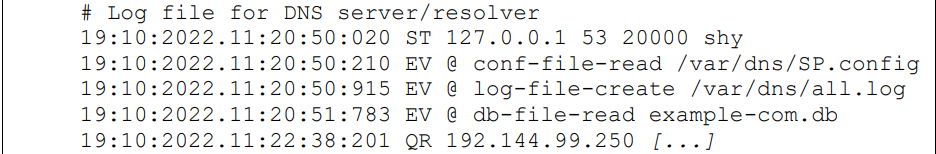 # Log file for DNS server/resolver
19:10:2022.11:20:50:020 ST 127.0.0.1 53 20000 shy
19:10:2022.11:20:50:210 EV @ conf-file-read /var/dns/SP.config
19:10:2022.11:20:50:915 EV @ log-file-create /var/dns/all.log
19:10:2022.11:20:51:783 EV @ db-file-read example-com.db
19:10:2022.11:22:38:201 QR 192.144.99.250 [...]